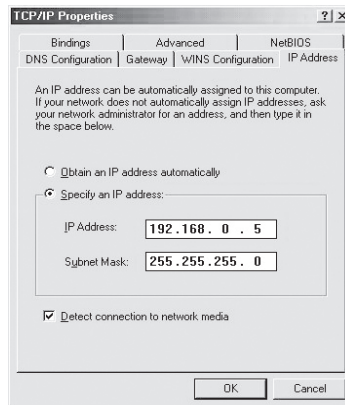 TCP/IP Properties
Bindings Advanced NetBIOS
DNS Configuration Gateway WINS Configuration IP Address
An IP address can be automatically assigned to this computer.
If your network does not automatically assign IP addresses, ask
your network administrator for an address, and then type it in
the space below.
Obtain an IP address automatically
Specify an IP address:
IP Address: 192.168. 0 . 5
Subnet Mask: 255.255.255. 0
Detect connection to network media
OK Cancel